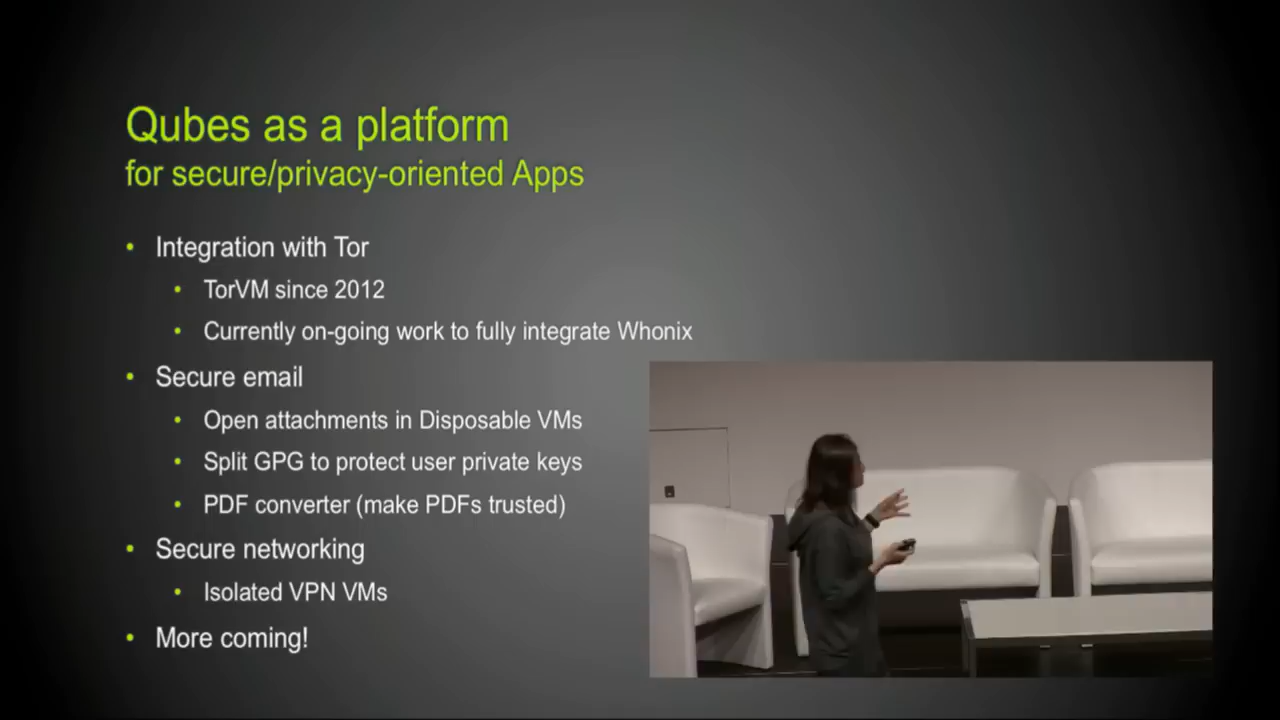 Qubes as a platform
for secure/privacy-oriented Apps
• Integration with Tor
• TorVM since 2012
• Currently on-going work to fully integrate Whonix
• Secure email
• Open attachments in Disposable VMs
• Split GPG to protect user private keys
• PDF converter (make PDFs trusted)
• Secure networking
• Isolated VPN VMs
• More coming!